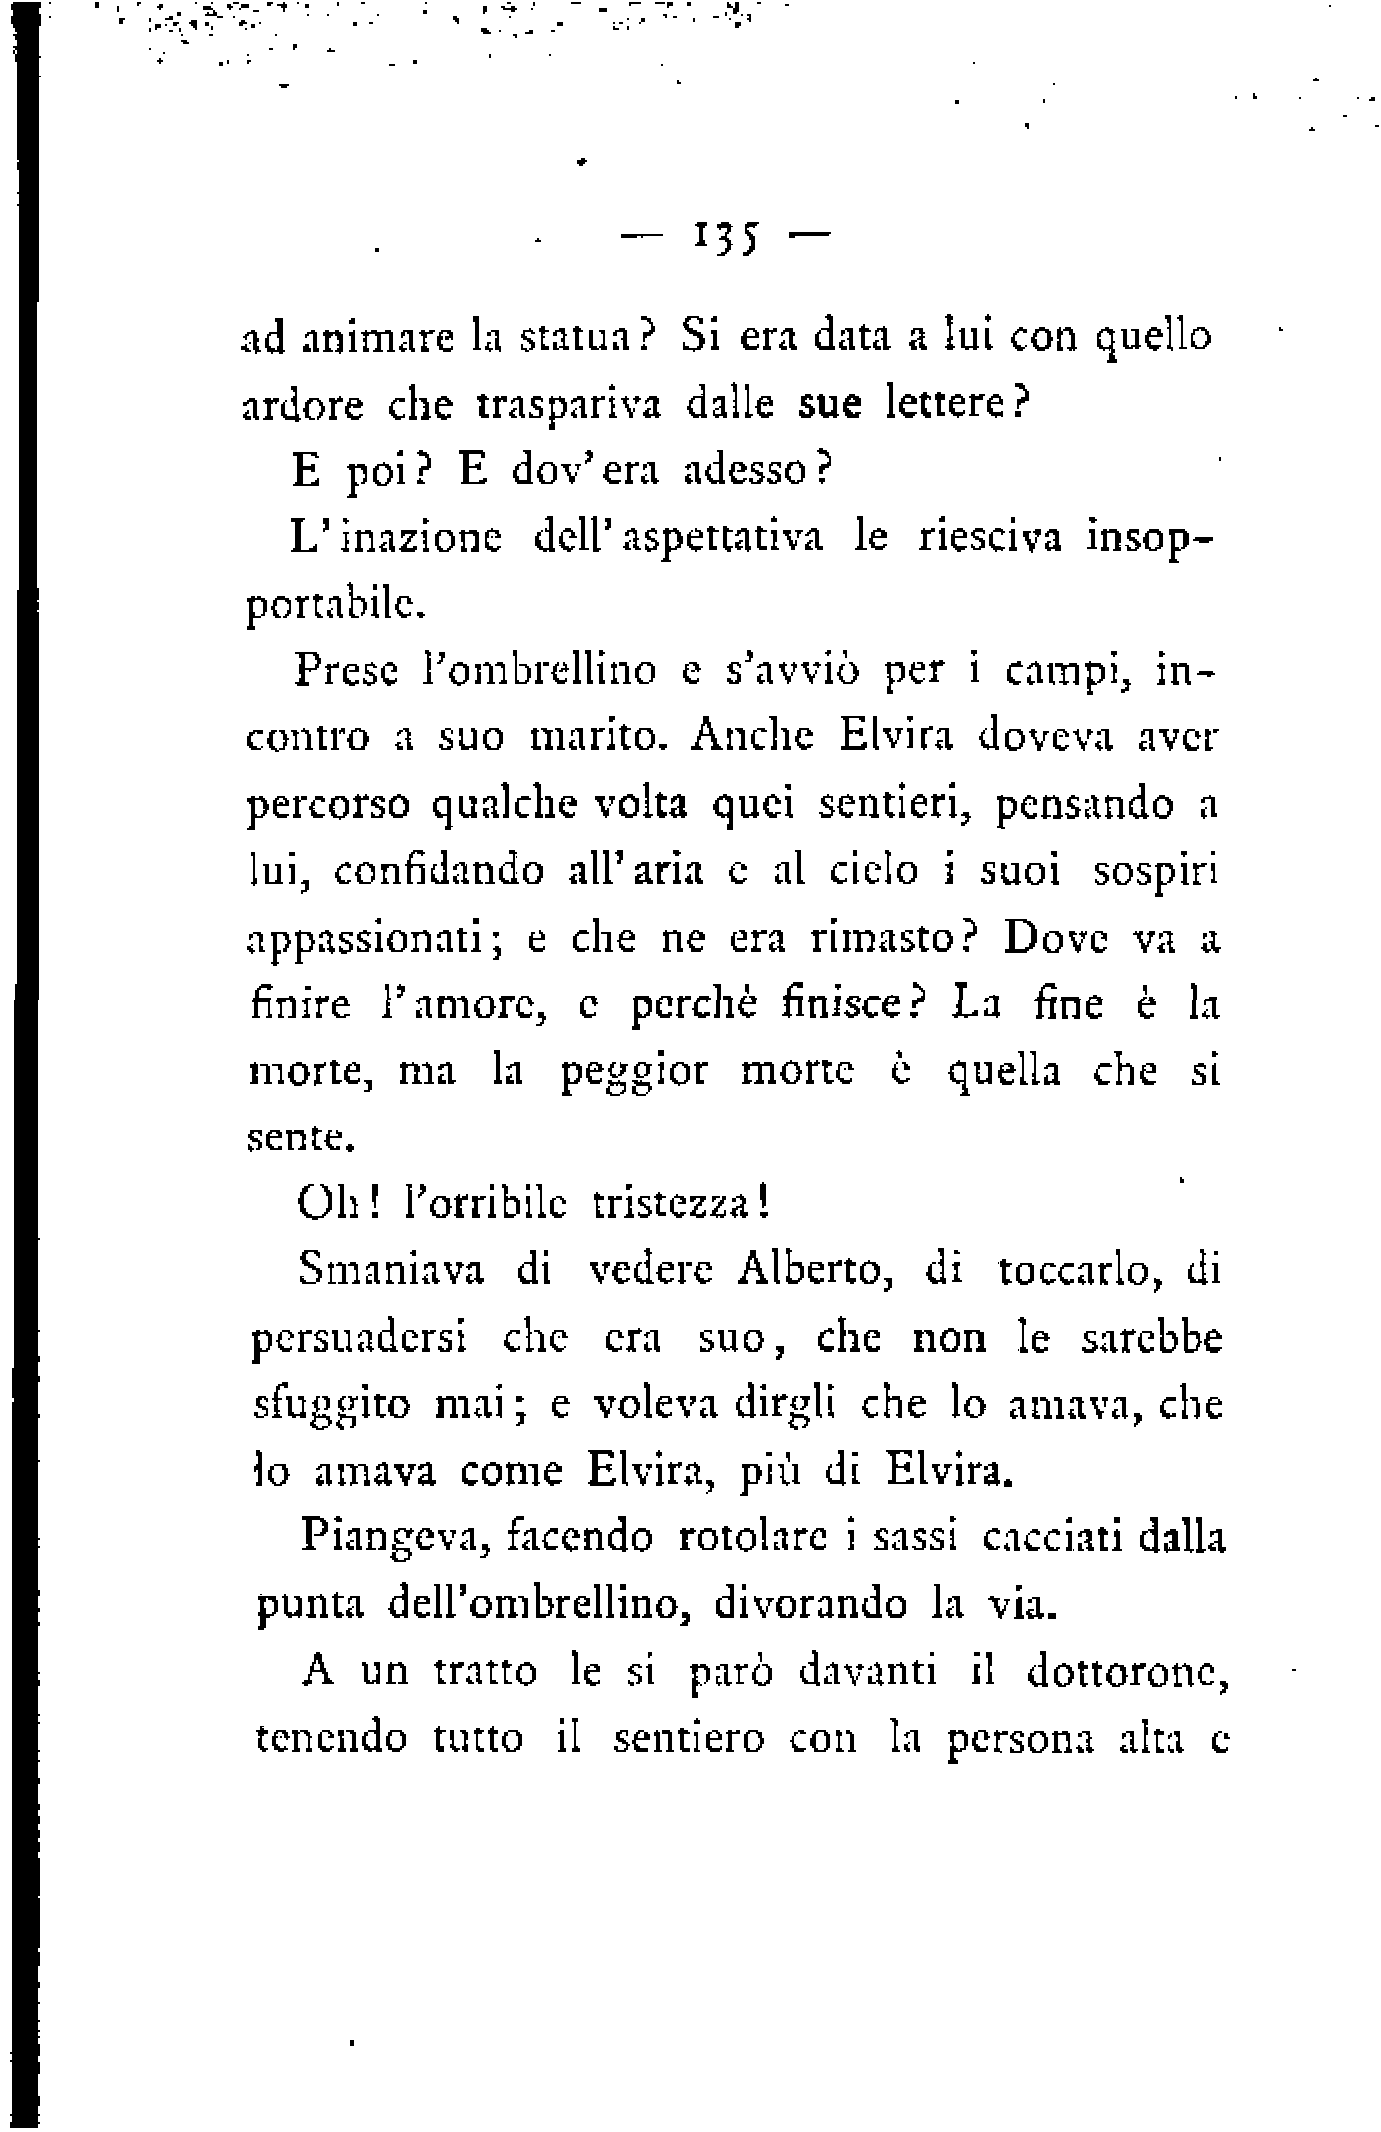 — 135 —
ad animare la statua? Si era data a lui con quello
ardore che traspariva dalle sue lettere?
E poi? E dov'era adesso?
L'inazione dell'aspettativa le riesciva insop-
portabile.
Prese l'ombrellino e s'avviò per i campi, in-
contro a suo marito. Anche Elvira doveva aver
percorso qualche volta quei sentieri, pensando a
lui, confidando all'aria e al cielo i suoi sospiri
appassionati; e che ne era rimasto? Dove va a
finire l'amore, e perchè finisce? La fine è la
morte, ma la peggior morte è quella che si
sente.
Oh! l'orribile tristezza!
Smaniava di vedere Alberto, di toccarlo, di
persuadersi che era suo, che non le sarebbe
sfuggito mai; e voleva dirgli che lo amava, che
lo amava come Elvira, più di Elvira.
Piangeva, facendo rotolare i sassi cacciati dalla
punta dell'ombrellino, divorando la via.
A un tratto le si parò davanti il dottorone,
tenendo tutto il sentiero con la persona alta e